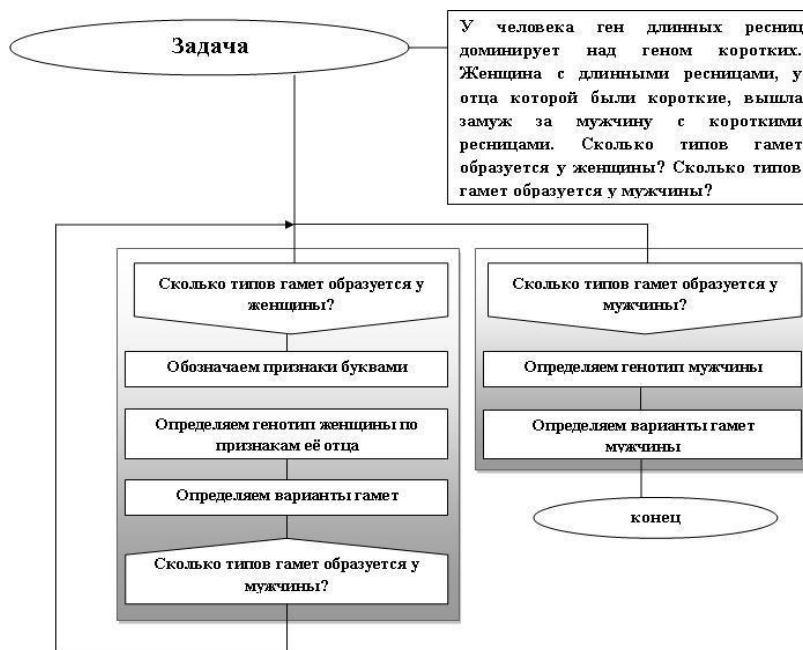 Задача
У человека ген длинных ресниц
доминирует над геном коротких.
Женщина с длинными ресницами, у
отца которой были короткие, вышла
замуж за мужчину с короткими
ресницами. Сколько типов гамет
образуется у женщины? Сколько типов
гамет образуется у мужчины?
Сколько типов гамет образуется у
женщины?
Обозначаем признаки буквами
Определяем генотип женщины по
признакам её отца
Определяем варианты гамет
Сколько типов гамет образуется у
мужчины?
Сколько типов гамет образуется у
мужчины?
Определяем генотип мужчины
Определяем варианты гамет
мужчины
конец